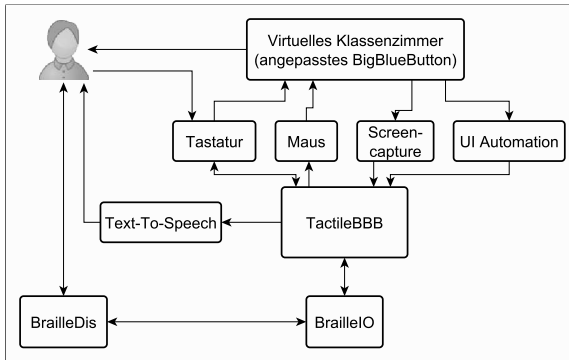 Virtuelles Klassenzimmer
(angepasstes BigBlueButton)
Tastatur
Maus
Screen-
capture
UI Automation
Text-To-Speech
TactileBBB
BrailleDis
BrailleIO